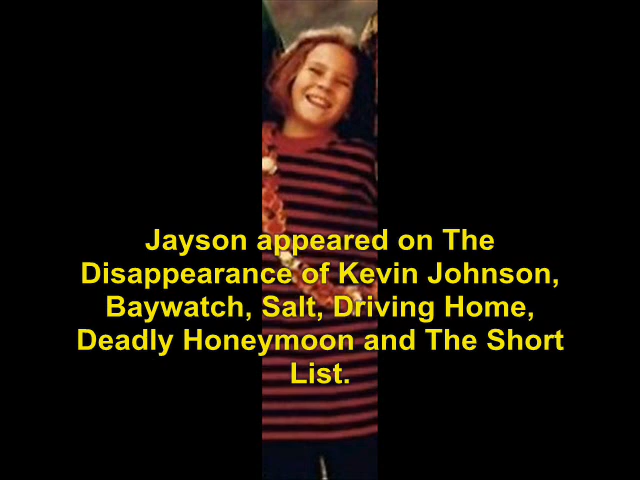 Jayson appeared on The
Disappearance of Kevin Johnson,
Baywatch, Salt, Driving Home,
Deadly Honeymoon and The Short
List.